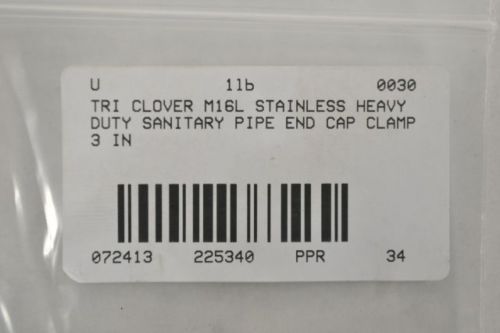 U 1lb 0030
TRI CLOVER M16L STAINLESS HEAVY
DUTY SANITARY PIPE END CAP CLAMP
3 IN
072413 225340 PPR 34